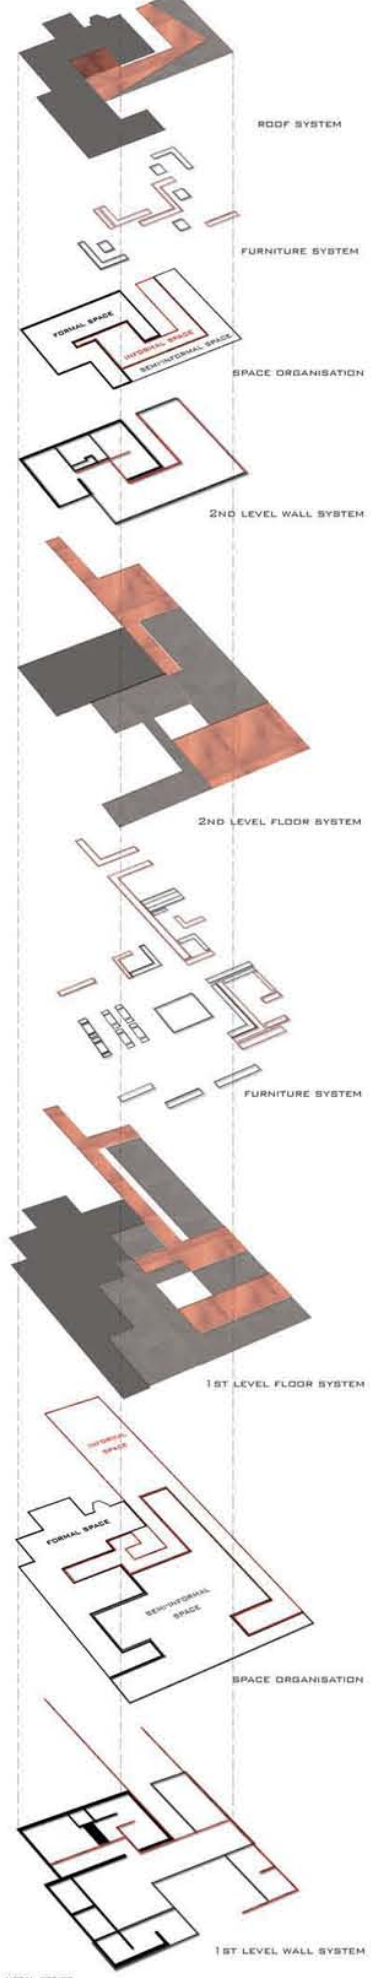 ROOF SYSTEM
FURNITURE SYSTEM
FORMAL SPACE
INFORMAL SPACE
SEMI-INFORMAL SPACE
SPACE ORGANISATION
2ND LEVEL WALL SYSTEM
2ND LEVEL FLOOR SYSTEM
FURNITURE SYSTEM
1ST LEVEL FLOOR SYSTEM
INFORMAL
SPACE
FORMAL SPACE
SEMI-INFORMAL
SPACE
SPACE ORGANISATION
1ST LEVEL WALL SYSTEM